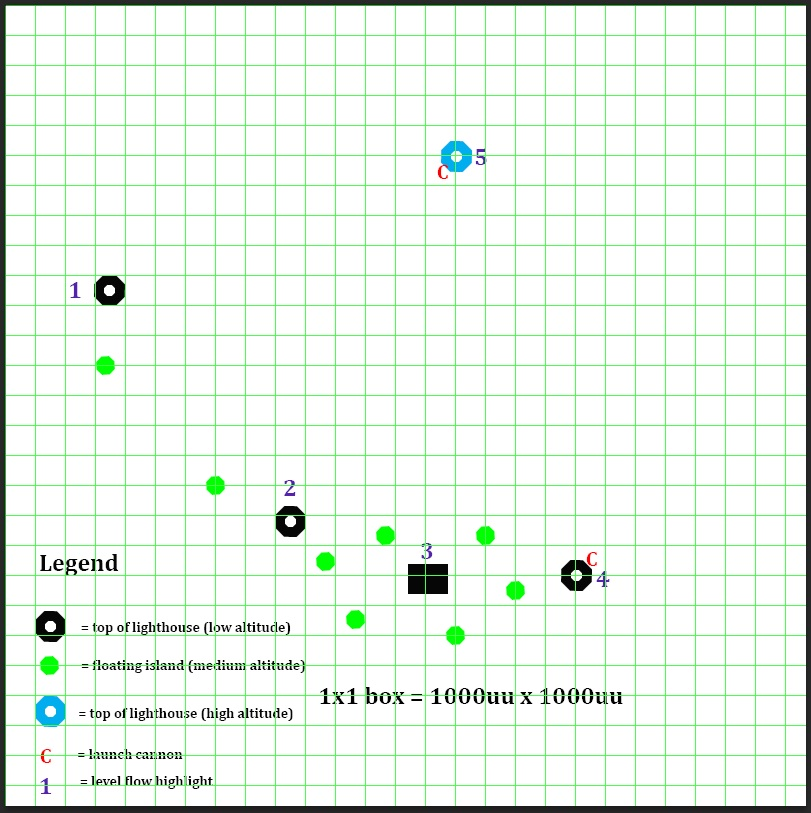 5
C
1
2
3
C
4
Legend
= top of lighthouse (low altitude)
= floating island (medium altitude)
1x1 box = 1000uu x 1000uu
= top of lighthouse (high altitude)
C = launch cannon
1 = level flow highlight